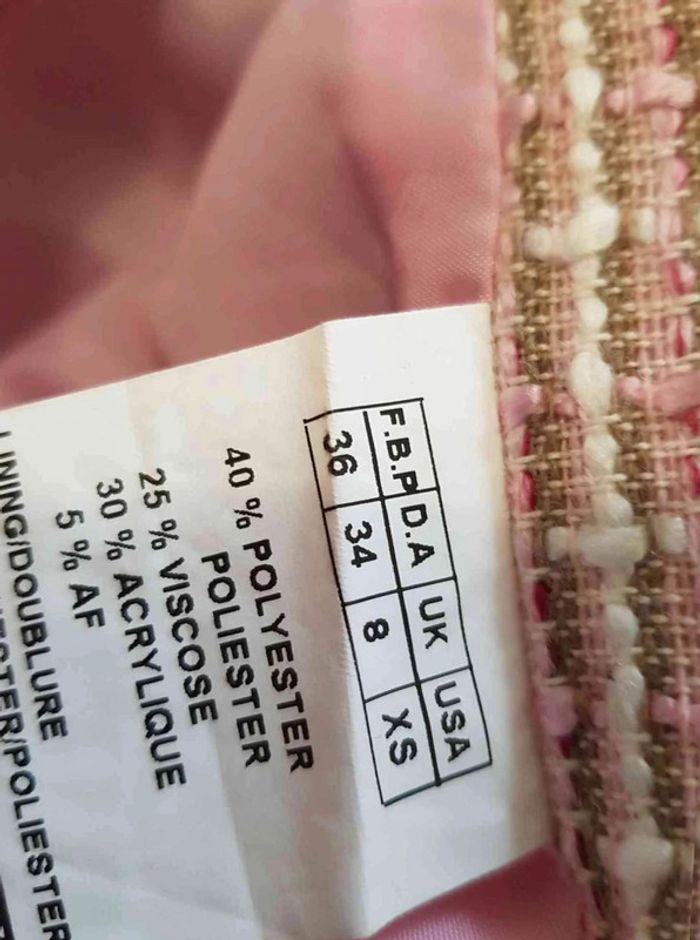 F.B.P D.A UK USA
36 34 8 XS
40 % POLYESTER
POLIESTER
25 % VISCOSE
30 % ACRYLIQUE
5 % AF
LINING/DOUBLURE